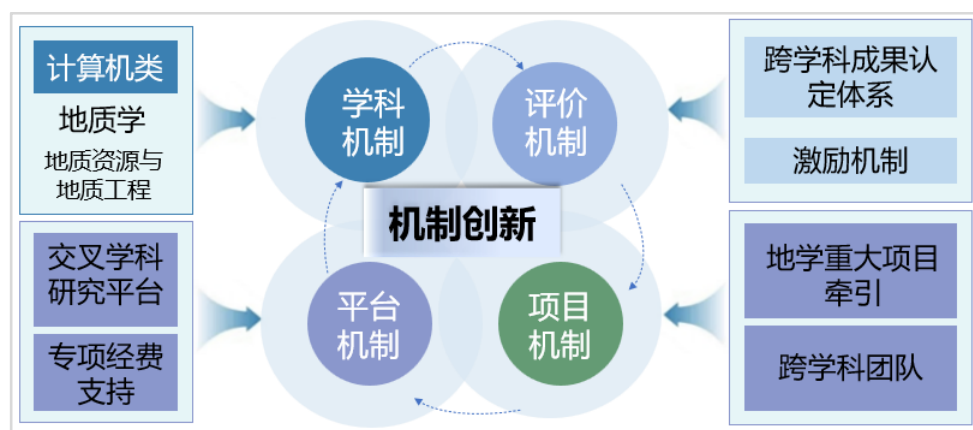 计算机类
地质学
地质资源与
地质工程
交叉学科
研究平台
专项经费
支持
学科
机制
评价
机制
机制创新
平台
机制
项目
机制
跨学科成果认
定体系
激励机制
地学重大项目
牵引
跨学科团队